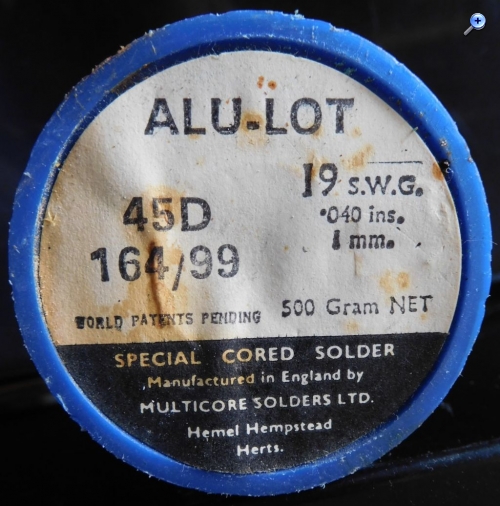 ALU-LOT
19 S.W.G.
.040 ins.
1 mm.
45D
164/99
WORLD PATENTS PENDING
500 Gram NET
SPECIAL CORED SOLDER
Manufactured in England by
MULTICORE SOLDERS LTD.
Hemel Hempstead
Herts.